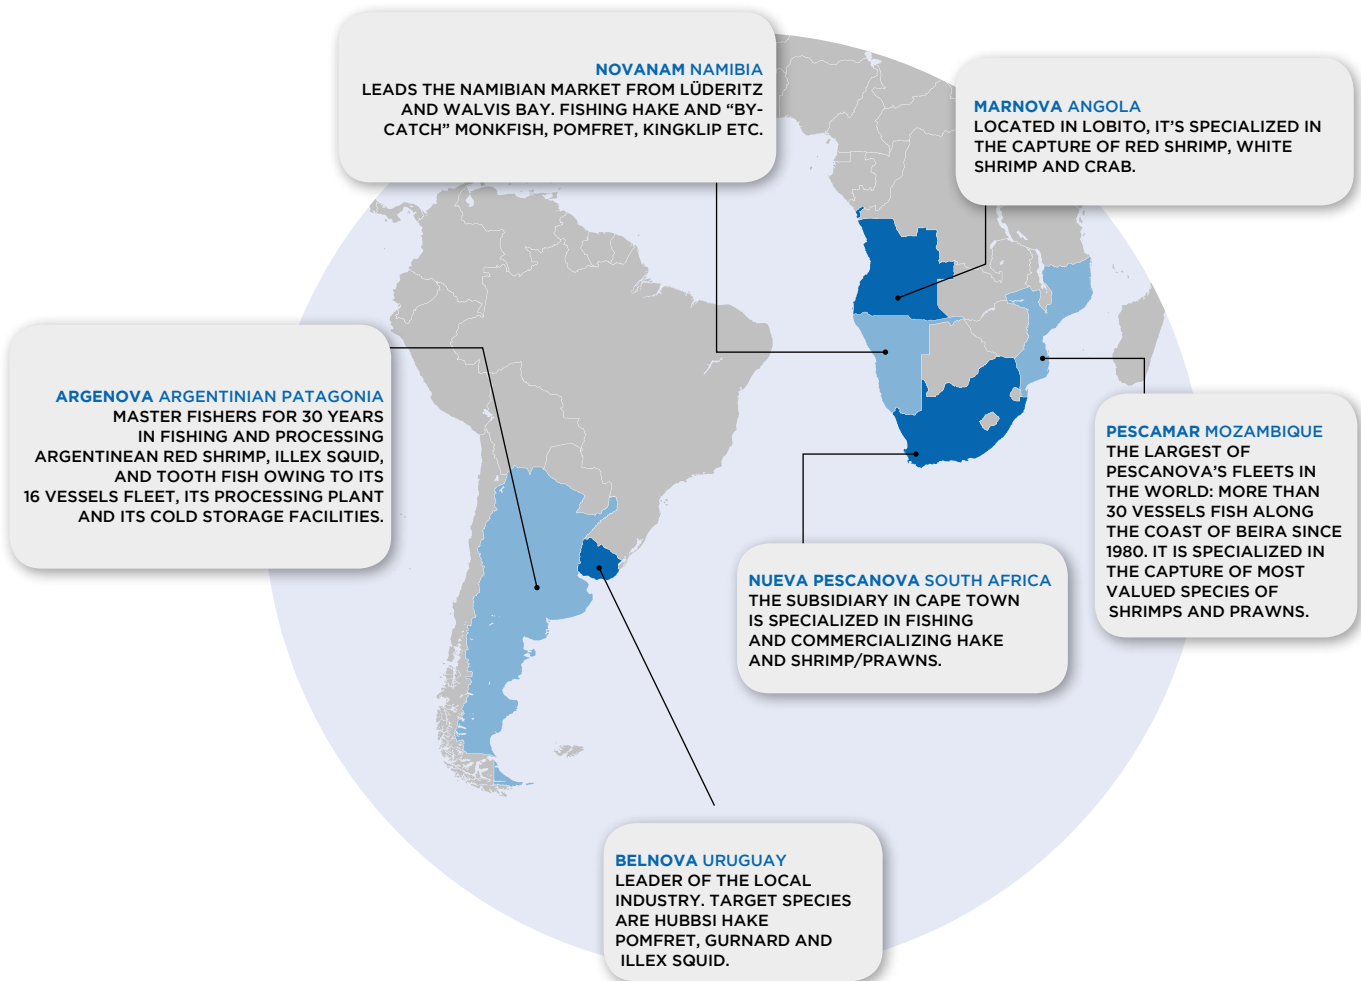 NOVANAM NAMIBIA
LEADS THE NAMIBIAN MARKET FROM LÜDERITZ
AND WALVIS BAY. FISHING HAKE AND “BY-
CATCH” MONKFISH, POMFRET, KINGKLIP ETC.
MARNOVA ANGOLA
LOCATED IN LOBITO, IT’S SPECIALIZED IN
THE CAPTURE OF RED SHRIMP, WHITE
SHRIMP AND CRAB.
ARGENOVA ARGENTINIAN PATAGONIA
MASTER FISHERS FOR 30 YEARS
IN FISHING AND PROCESSING
ARGENTINEAN RED SHRIMP, ILLEX SQUID,
AND TOOTH FISH OWING TO ITS
16 VESSELS FLEET, ITS PROCESSING PLANT
AND ITS COLD STORAGE FACILITIES.
PESCAMAR MOZAMBIQUE
THE LARGEST OF
PESCANOVA’S FLEETS IN
THE WORLD: MORE THAN
30 VESSELS FISH ALONG
THE COAST OF BEIRA SINCE
1980. IT IS SPECIALIZED IN
THE CAPTURE OF MOST
VALUED SPECIES OF
SHRIMPS AND PRAWNS.
NUEVA PESCANOVA SOUTH AFRICA
THE SUBSIDIARY IN CAPE TOWN
IS SPECIALIZED IN FISHING
AND COMMERCIALIZING HAKE
AND SHRIMP/PRAWNS.
BELNOVA URUGUAY
LEADER OF THE LOCAL
INDUSTRY. TARGET SPECIES
ARE HUBBSI HAKE
POMFRET, GURNARD AND
ILLEX SQUID.